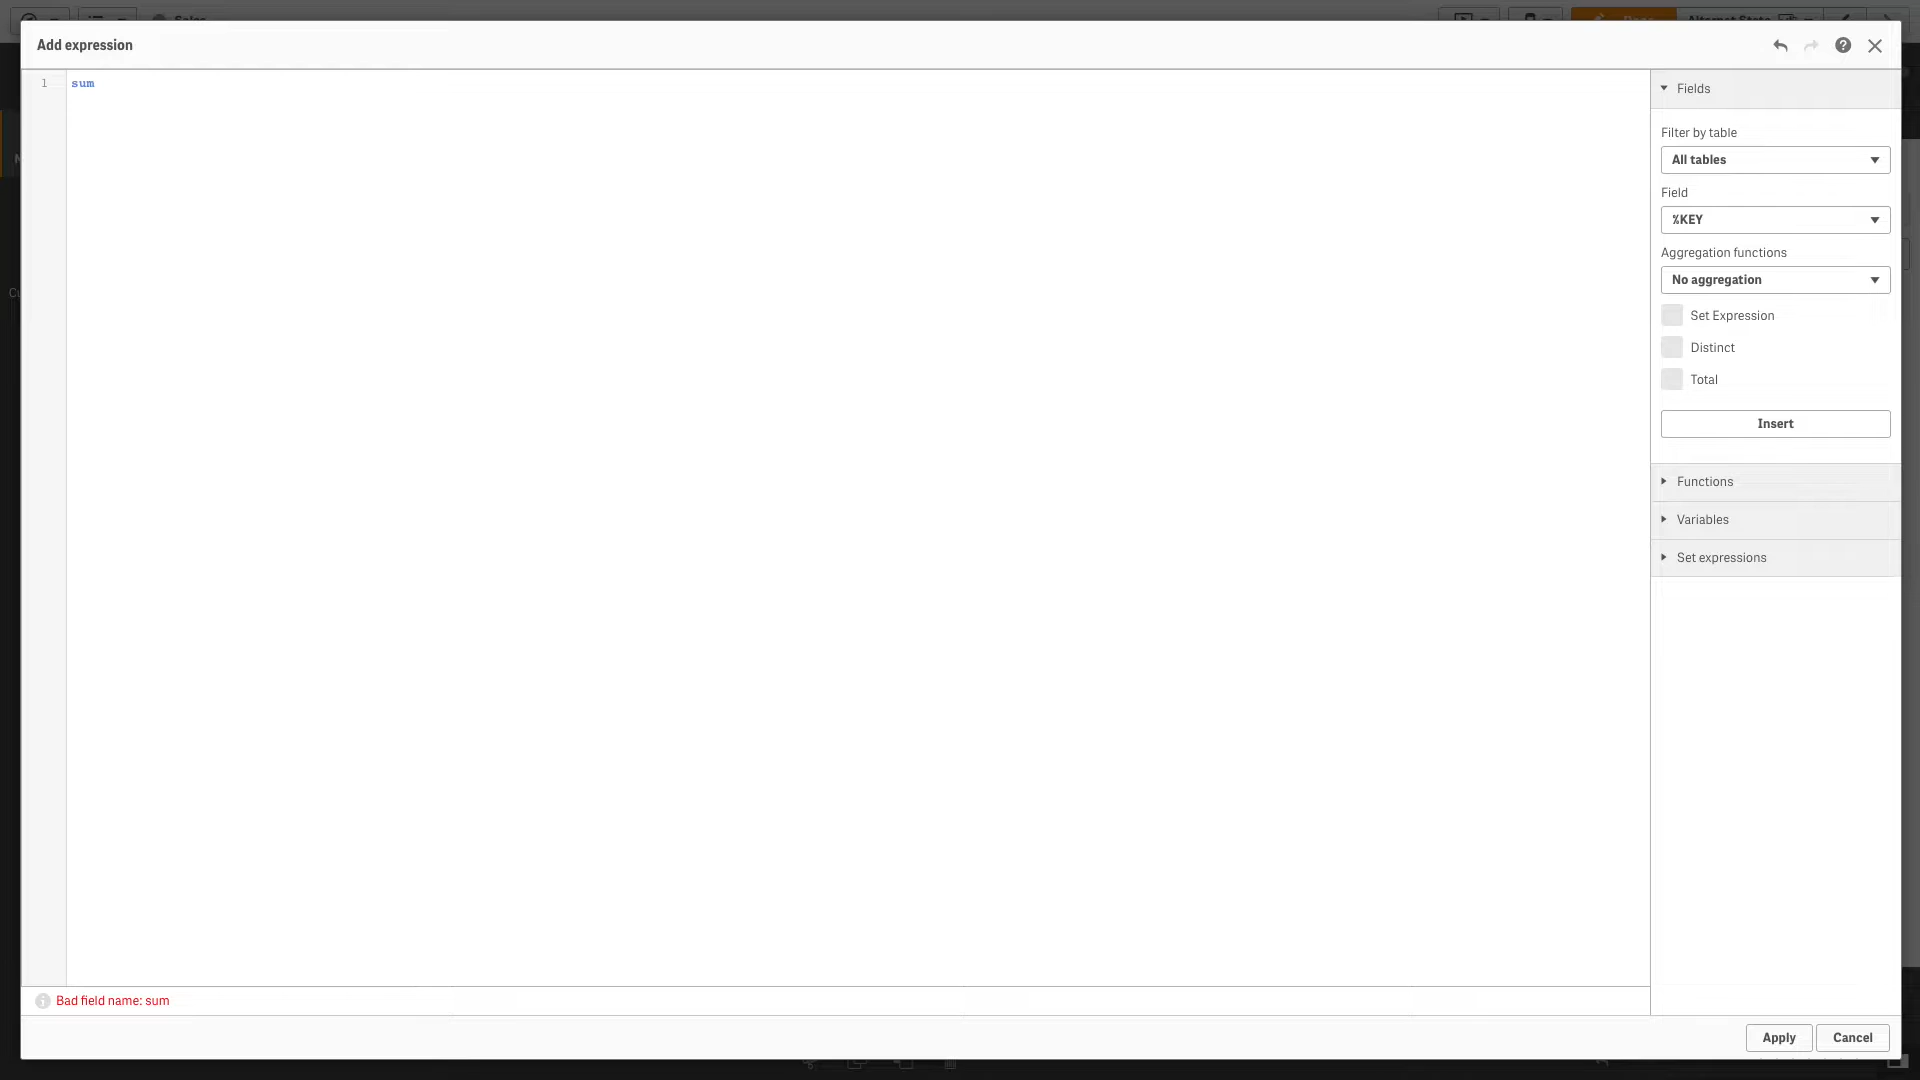 Add expression
1
sum
Fields
Filter by table
All tables
Field
%KEY
Aggregation functions
No aggregation
Set Expression
Distinct
Total
Insert
Functions
Variables
Set expressions
Bad field name: sum
Apply
Cancel